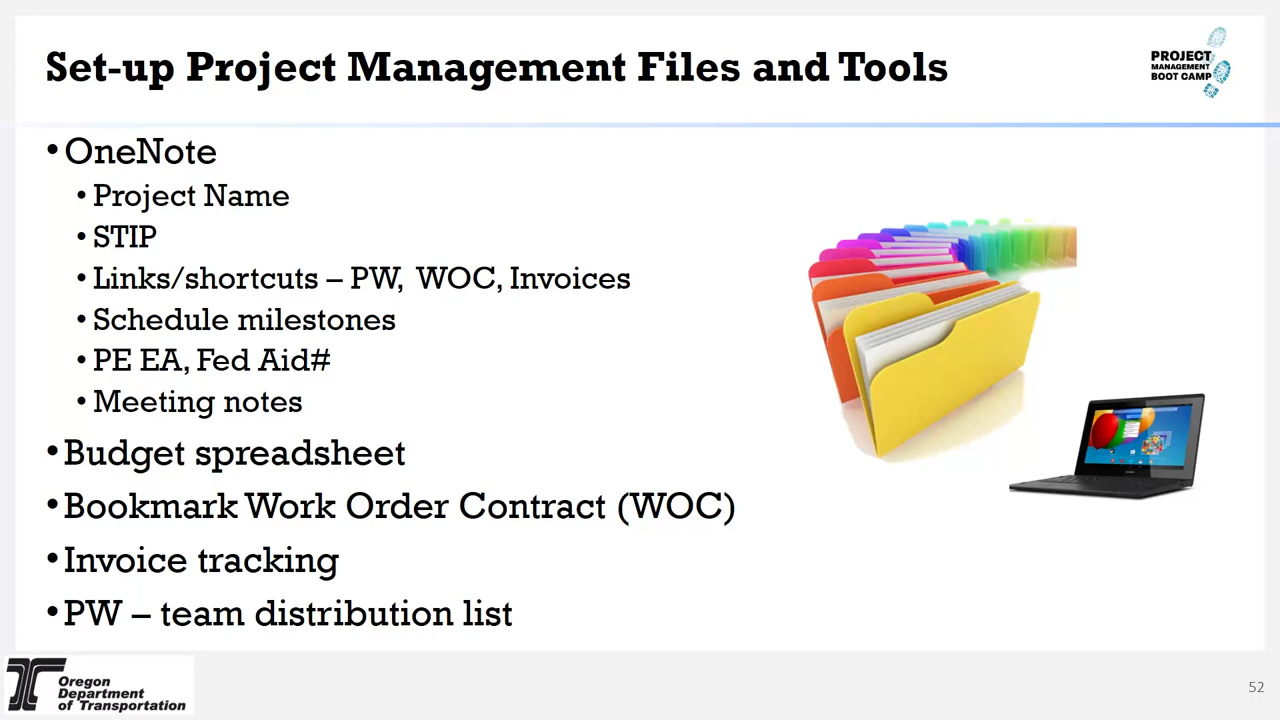 Set-up Project Management Files and Tools
PROJECT
MANAGEMENT
BOOT CAMP
• OneNote
• Project Name
• STIP
• Links/shortcuts – PW, WOC, Invoices
• Schedule milestones
• PE EA, Fed Aid#
• Meeting notes
• Budget spreadsheet
• Bookmark Work Order Contract (WOC)
• Invoice tracking
• PW – team distribution list
Oregon
Department
of Transportation
52